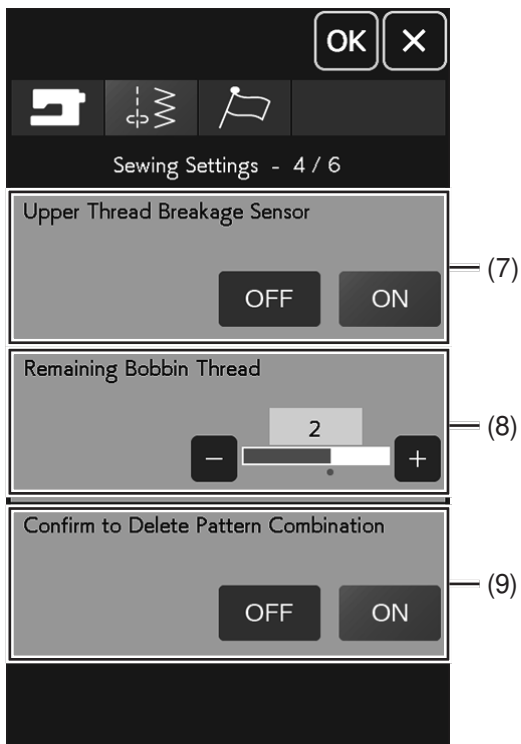 OK ×
Sewing Settings - 4 / 6
Upper Thread Breakage Sensor
OFF ON
(7)
Remaining Bobbin Thread
2
− +
(8)
Confirm to Delete Pattern Combination
OFF ON
(9)